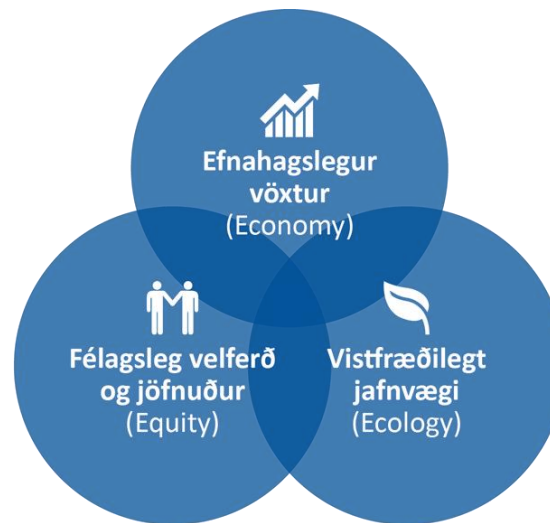 Efnahagslegur
vöxtur
(Economy)
Félagsleg velferð
og jöfnuður
(Equity)
Vistfræðilegt
jafnvægi
(Ecology)